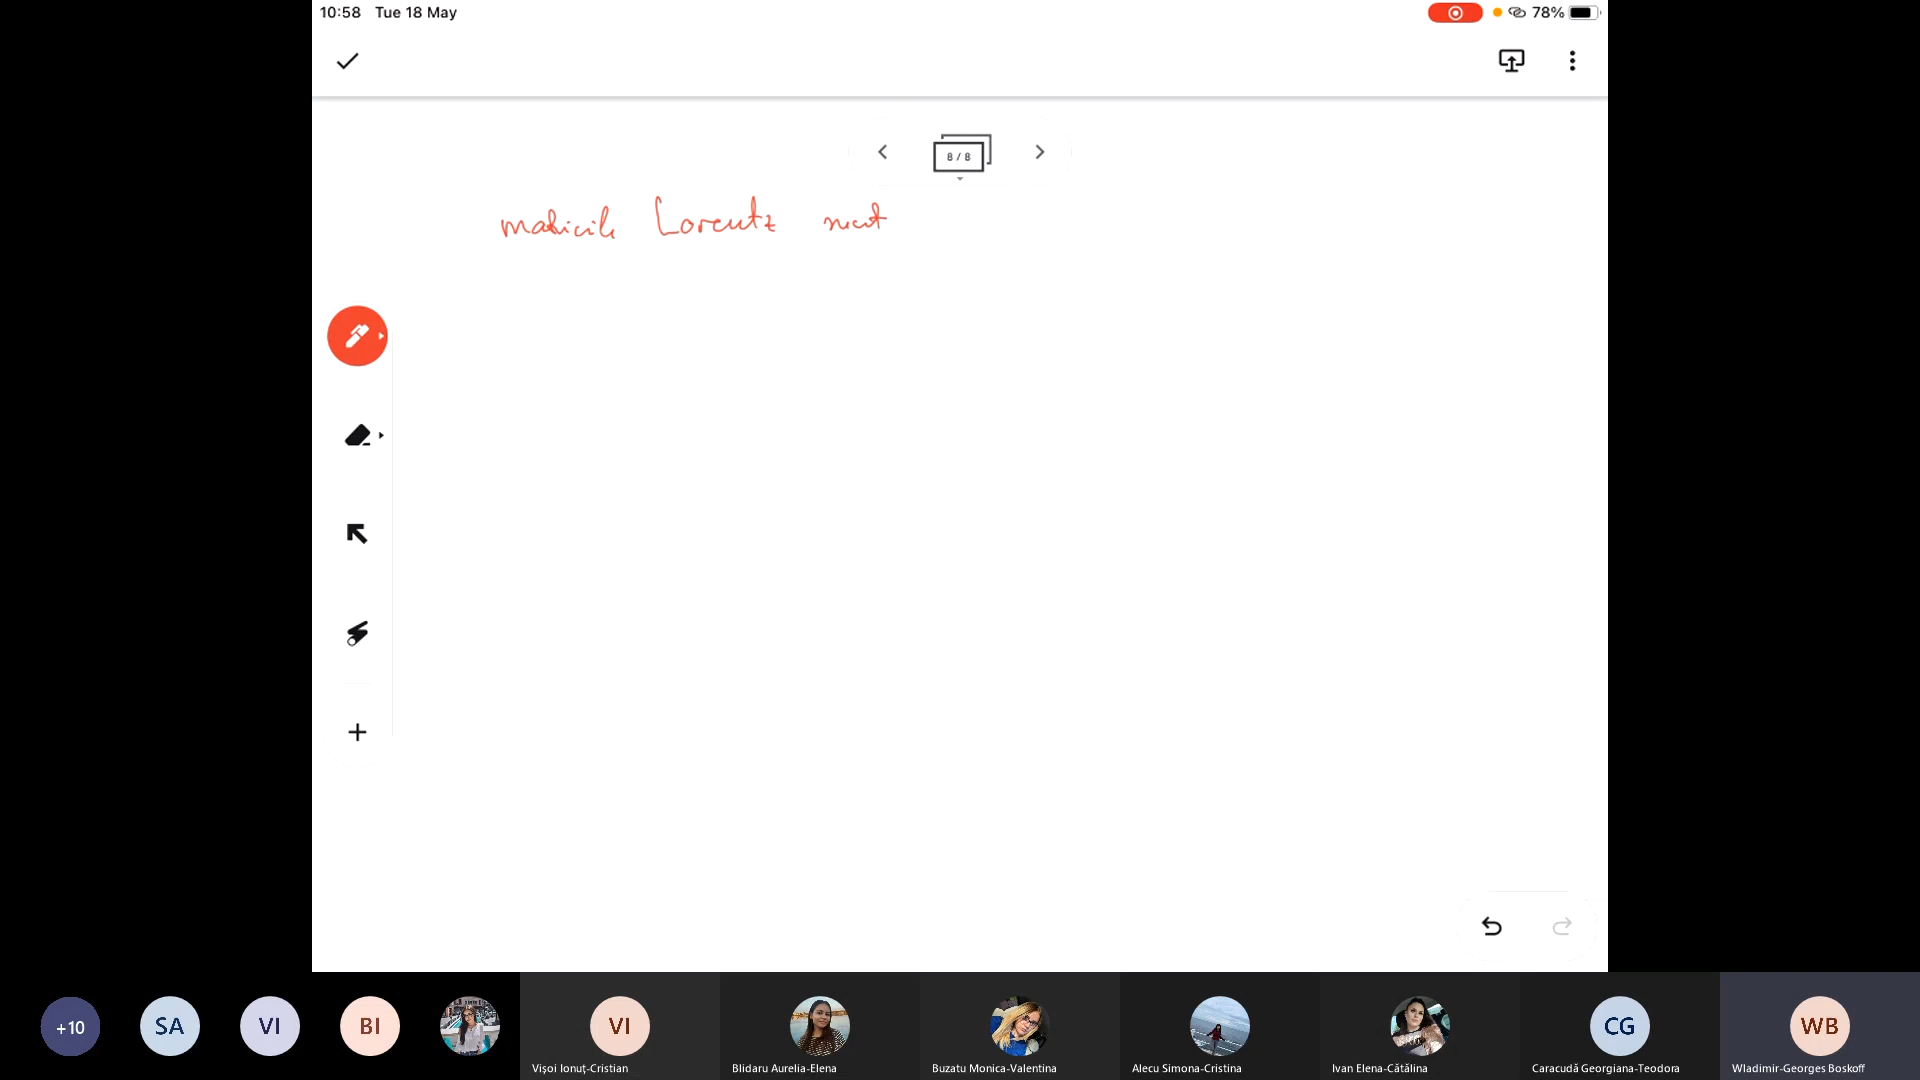 10:58 Tue 18 May 78%
8 / 8
matricile Lorentz sunt
+10 SA VI BI VI CG WB
Vișoi Ionuț-Cristian Blidaru Aurelia-Elena Buzatu Monica-Valentina Alecu Simona-Cristina Ivan Elena-Cătălina Caracudă Georgiana-Teodora Wladimir-Georges Boskoff